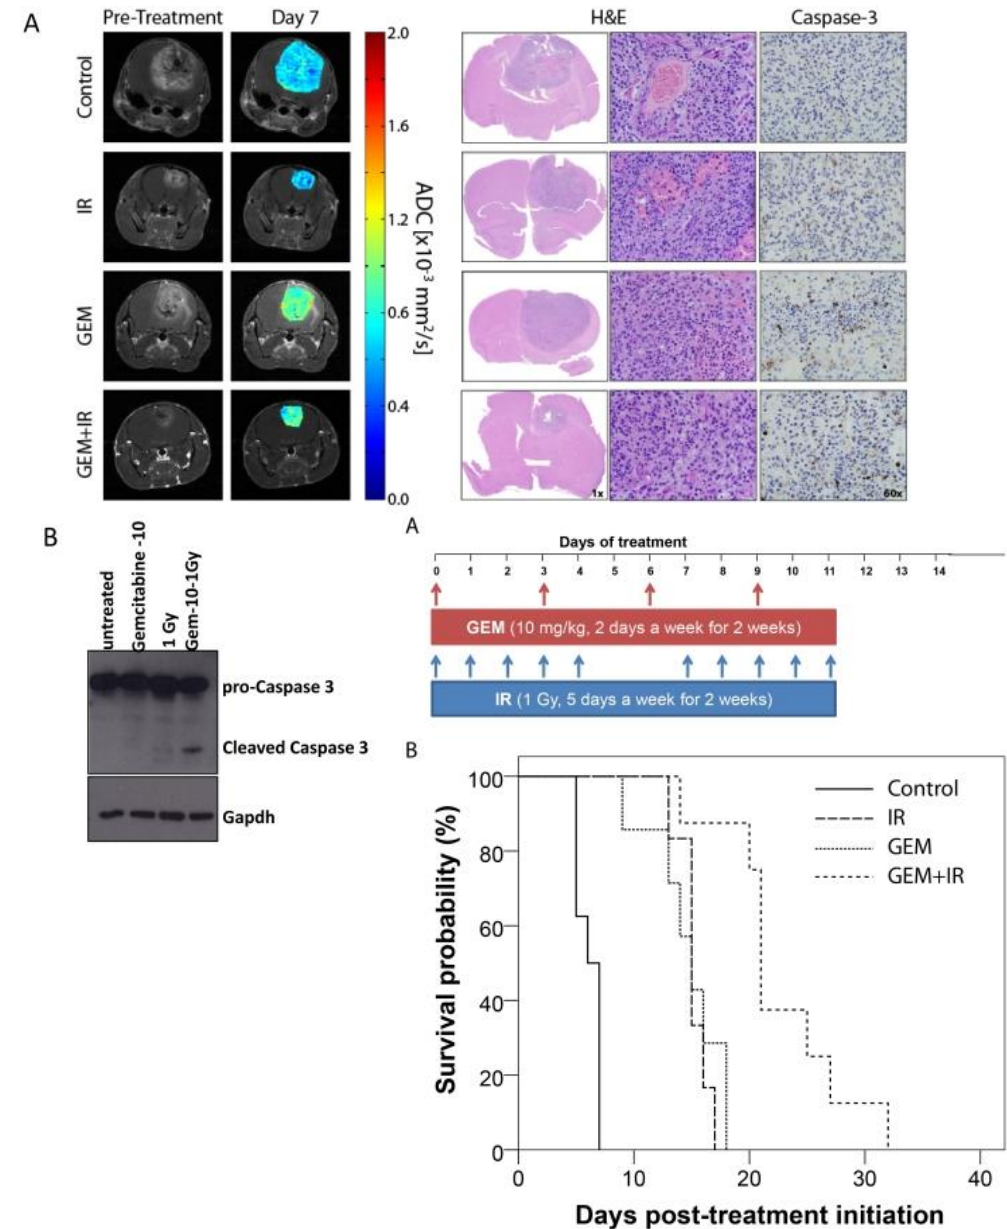 A
Pre-Treatment Day 7
H&E Caspase-3
Control
IR
GEM
GEM+IR
2.0
1.6
1.2
0.6
0.4
0.0
ADC [x10-3 mm2/s]
1x
60x
B
untreated
Gemcitabine -10
1 Gy
Gem-10-1Gy
pro-Caspase 3
Cleaved Caspase 3
Gapdh
A
Days of treatment
0 1 2 3 4 5 6 7 8 9 10 11 12 13 14
GEM (10 mg/kg, 2 days a week for 2 weeks)
IR (1 Gy, 5 days a week for 2 weeks)
B
Survival probability (%)
100
80
60
40
20
0
Control
IR
GEM
GEM+IR
0 10 20 30 40
Days post-treatment initiation